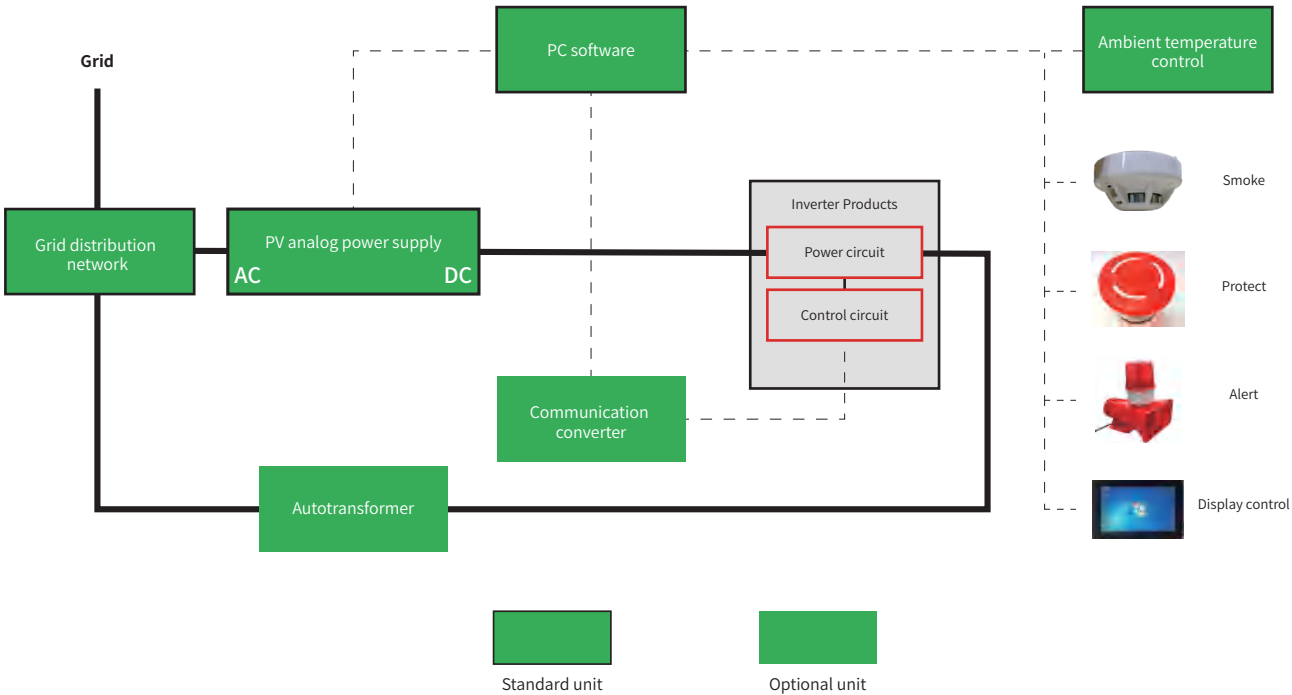 PC software
Ambient temperature
control
Grid
Smoke
Inverter Products
Grid distribution
network
PV analog power supply
AC
DC
Power circuit
Protect
Control circuit
Alert
Communication
converter
Autotransformer
Display control
Standard unit
Optional unit